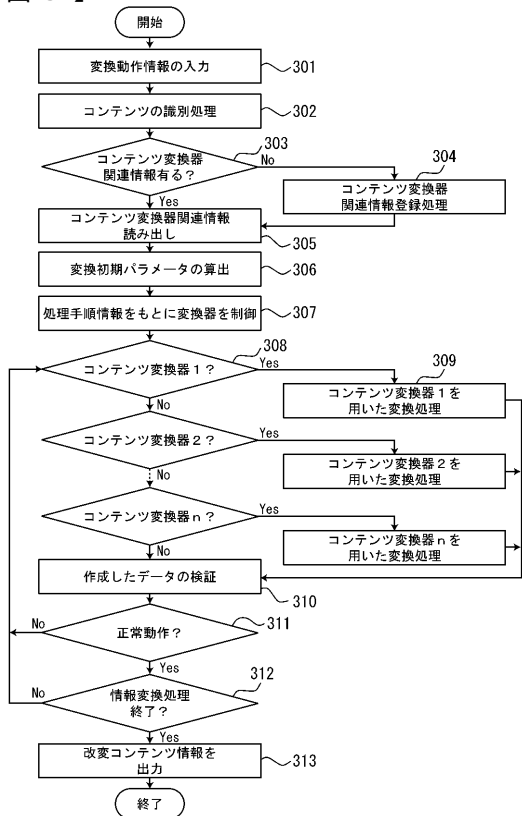 開始
変換動作情報の入力
301
コンテンツの識別処理
302
303
コンテンツ変換器
関連情報有る?
No
Yes
304
コンテンツ変換器
関連情報登録処理
コンテンツ変換器関連情報
読み出し
305
変換初期パラメータの算出
306
処理手順情報をもとに変換器を制御
307
308
コンテンツ変換器1?
Yes
No
309
コンテンツ変換器1を
用いた変換処理
コンテンツ変換器2?
Yes
No
コンテンツ変換器2を
用いた変換処理
コンテンツ変換器n?
Yes
No
コンテンツ変換器nを
用いた変換処理
作成したデータの検証
310
311
正常動作?
No
Yes
312
情報変換処理
終了?
No
Yes
改変コンテンツ情報を
出力
313
終了